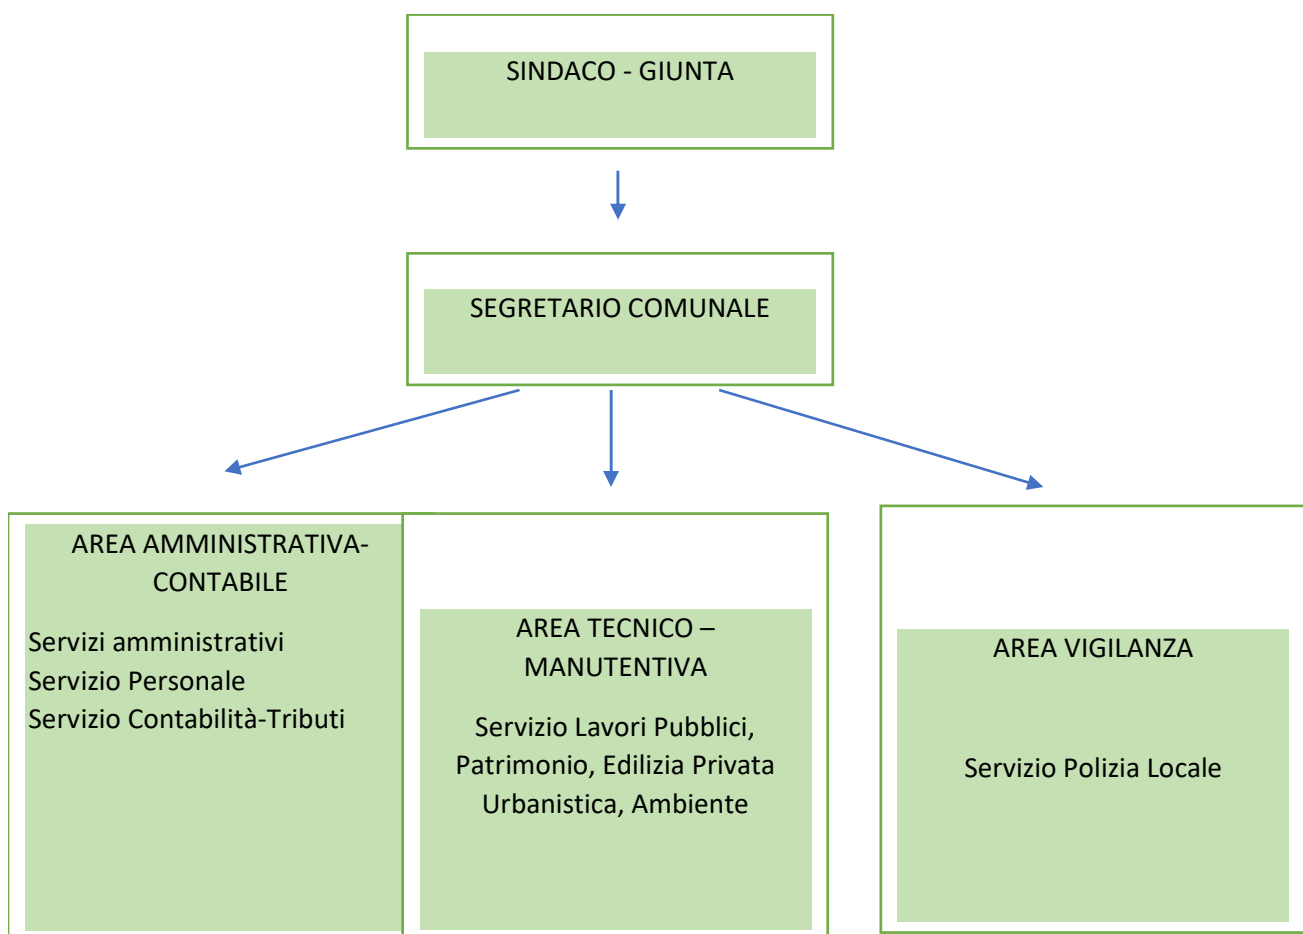 SINDACO - GIUNTA
SEGRETARIO COMUNALE
AREA AMMINISTRATIVA-
CONTABILE
Servizi amministrativi
Servizio Personale
Servizio Contabilità-Tributi
AREA TECNICO –
MANUTENTIVA
Servizio Lavori Pubblici,
Patrimonio, Edilizia Privata
Urbanistica, Ambiente
AREA VIGILANZA
Servizio Polizia Locale